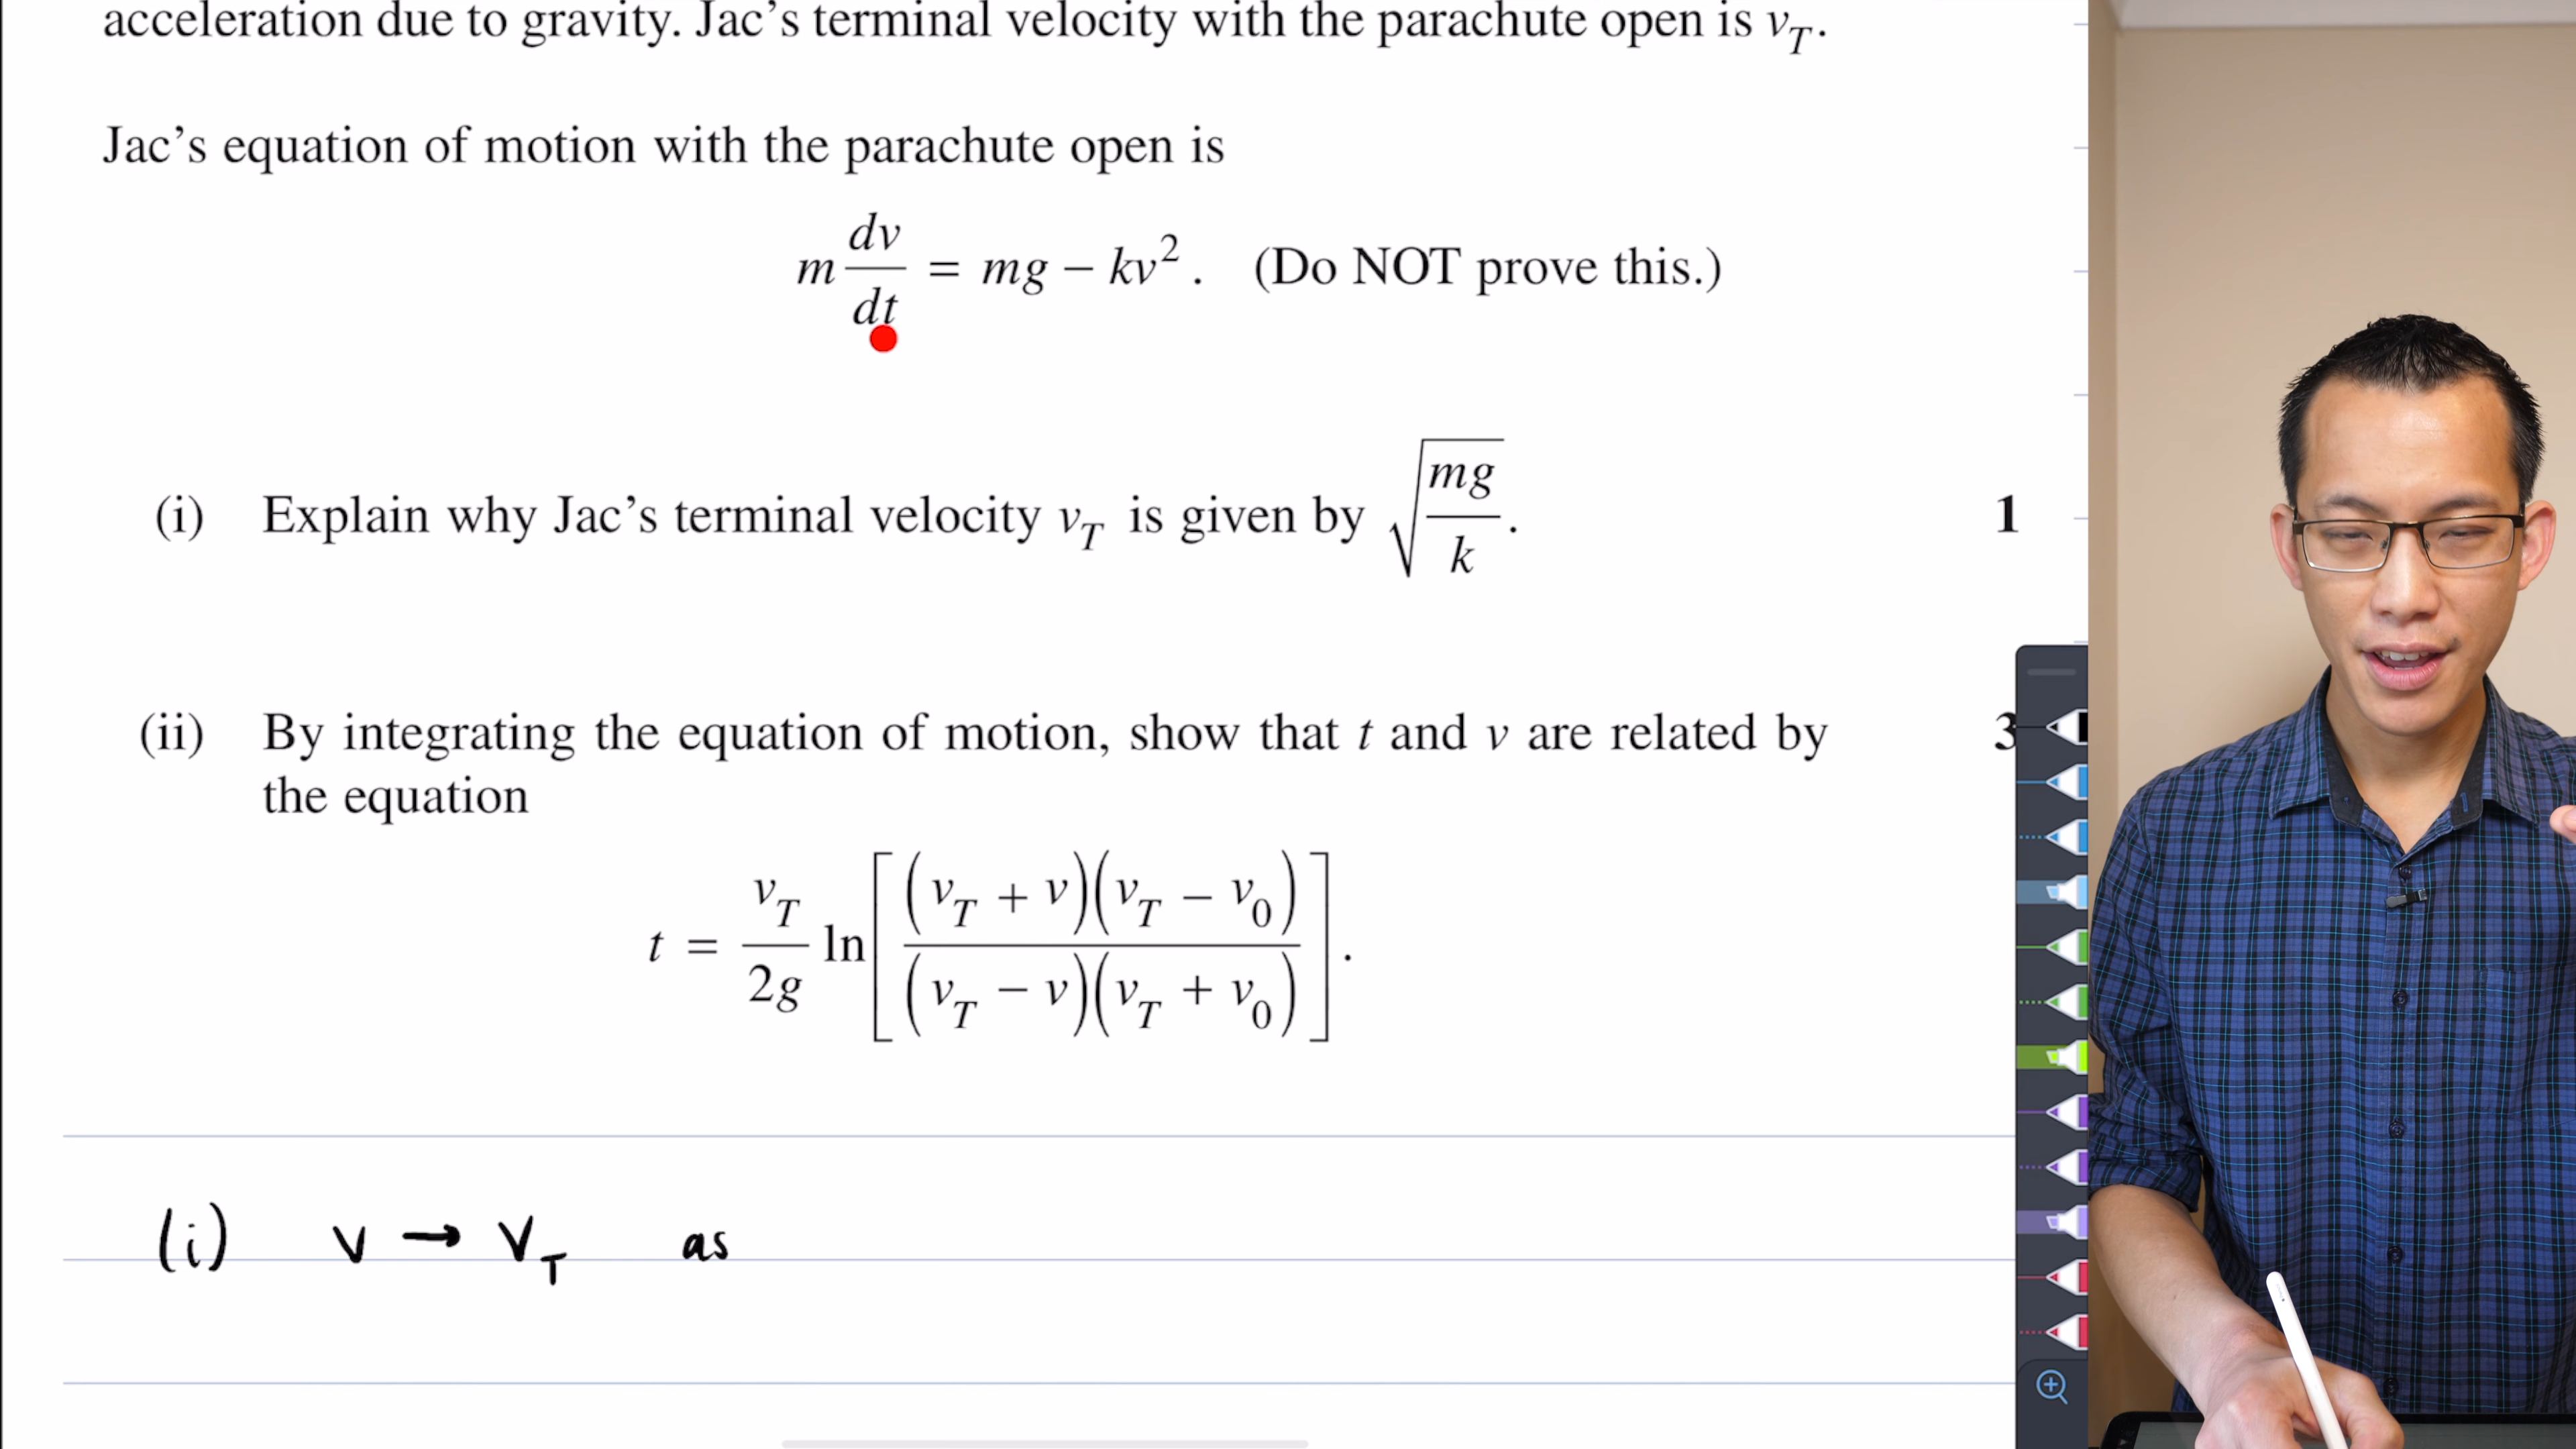 acceleration due to gravity. Jac's terminal velocity with the parachute open is v_T.
Jac's equation of motion with the parachute open is
m dv/dt = mg − kv². (Do NOT prove this.)
(i) Explain why Jac's terminal velocity v_T is given by √(mg/k). 1
(ii) By integrating the equation of motion, show that t and v are related by 3
the equation
t = v_T/2g ln[(v_T + v)(v_T − v_0)/(v_T − v)(v_T + v_0)].
(i) v → v_T as